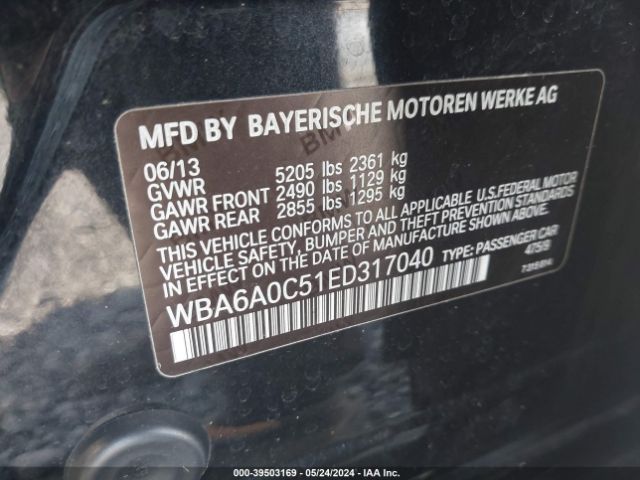 MFD BY BAYERISCHE MOTOREN WERKE AG
06/13
GVWR 5205 lbs 2361 kg
GAWR FRONT 2490 lbs 1129 kg
GAWR REAR 2855 lbs 1295 kg
THIS VEHICLE CONFORMS TO ALL APPLICABLE U.S. FEDERAL MOTOR
VEHICLE SAFETY, BUMPER, AND THEFT PREVENTION STANDARDS
IN EFFECT ON THE DATE OF MANUFACTURE SHOWN ABOVE.
WBA6A0C51ED317040 TYPE: PASSENGER CAR
475/9
000-39503169 - 05/24/2024 - IAA Inc.